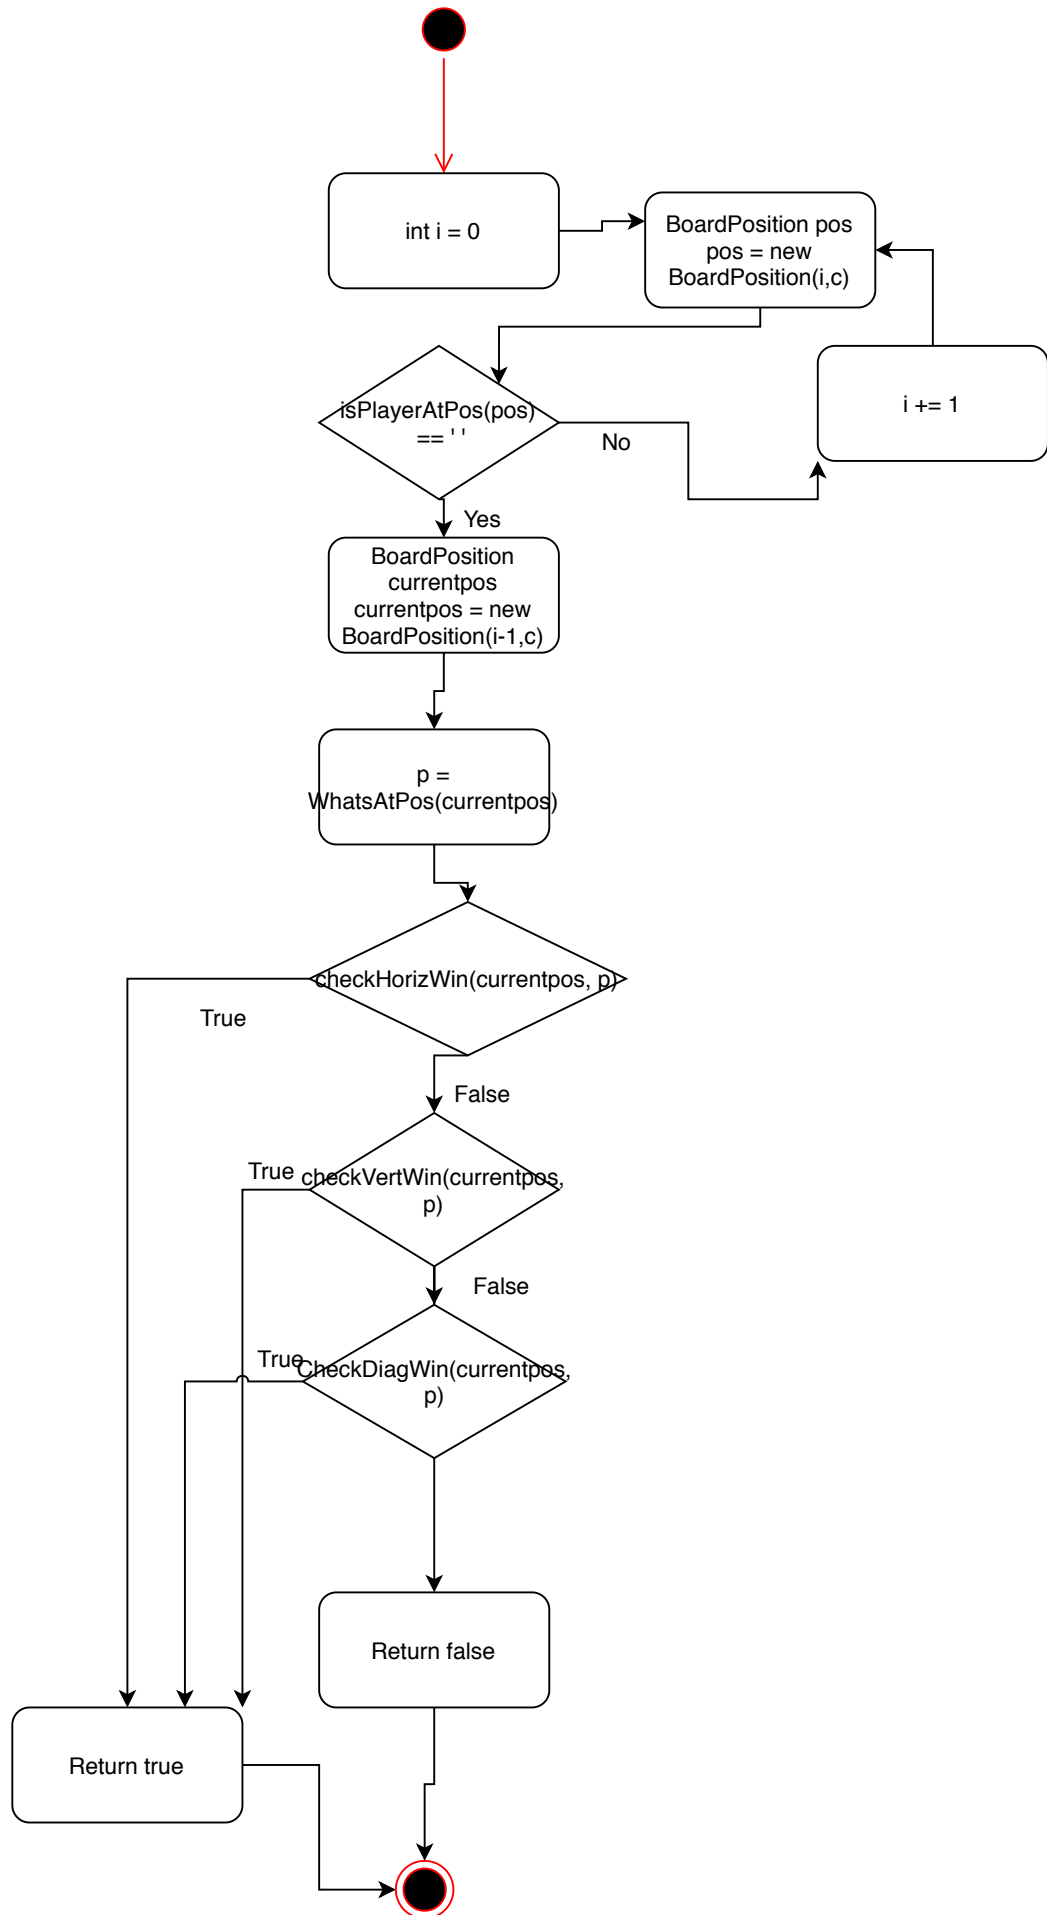 int i = 0
BoardPosition pos
pos = new
BoardPosition(i,c)
i += 1
isPlayerAtPos(pos)
== ' '
No
Yes
BoardPosition
currentpos
currentpos = new
BoardPosition(i-1,c)
p =
WhatsAtPos(currentpos)
checkHorizWin(currentpos, p)
True
False
True
checkVertWin(currentpos,
p)
False
True
CheckDiagWin(currentpos,
p)
Return false
Return true